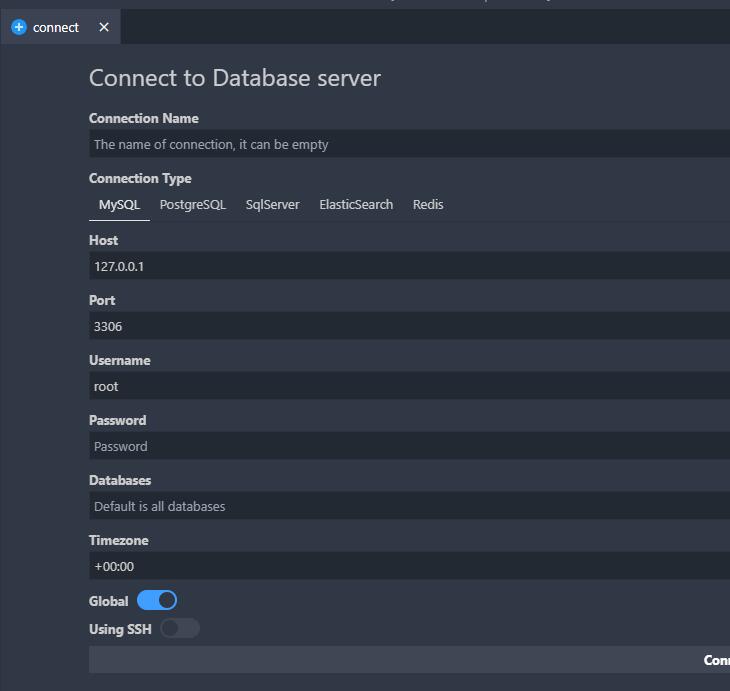 connect
Connect to Database server
Connection Name
The name of connection, it can be empty
Connection Type
MySQL PostgreSQL SqlServer ElasticSearch Redis
Host
127.0.0.1
Port
3306
Username
root
Password
Password
Databases
Default is all databases
Timezone
+00:00
Global
Using SSH
Conn